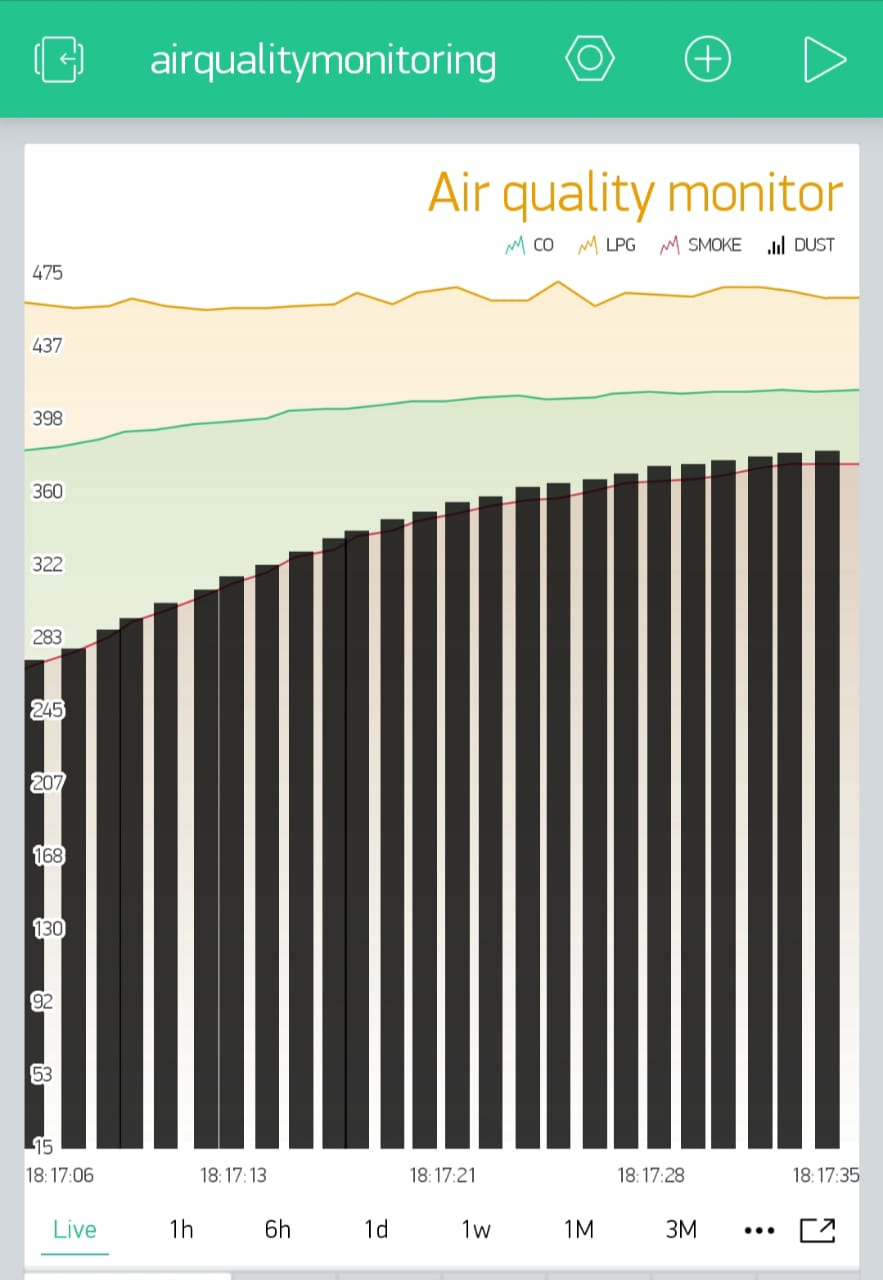 airqualitymonitoring
Air quality monitor
CO LPG SMOKE DUST
475
437
398
360
322
283
245
207
168
130
92
53
15
18:17:06 18:17:13 18:17:21 18:17:28 18:17:35
Live 1h 6h 1d 1w 1M 3M